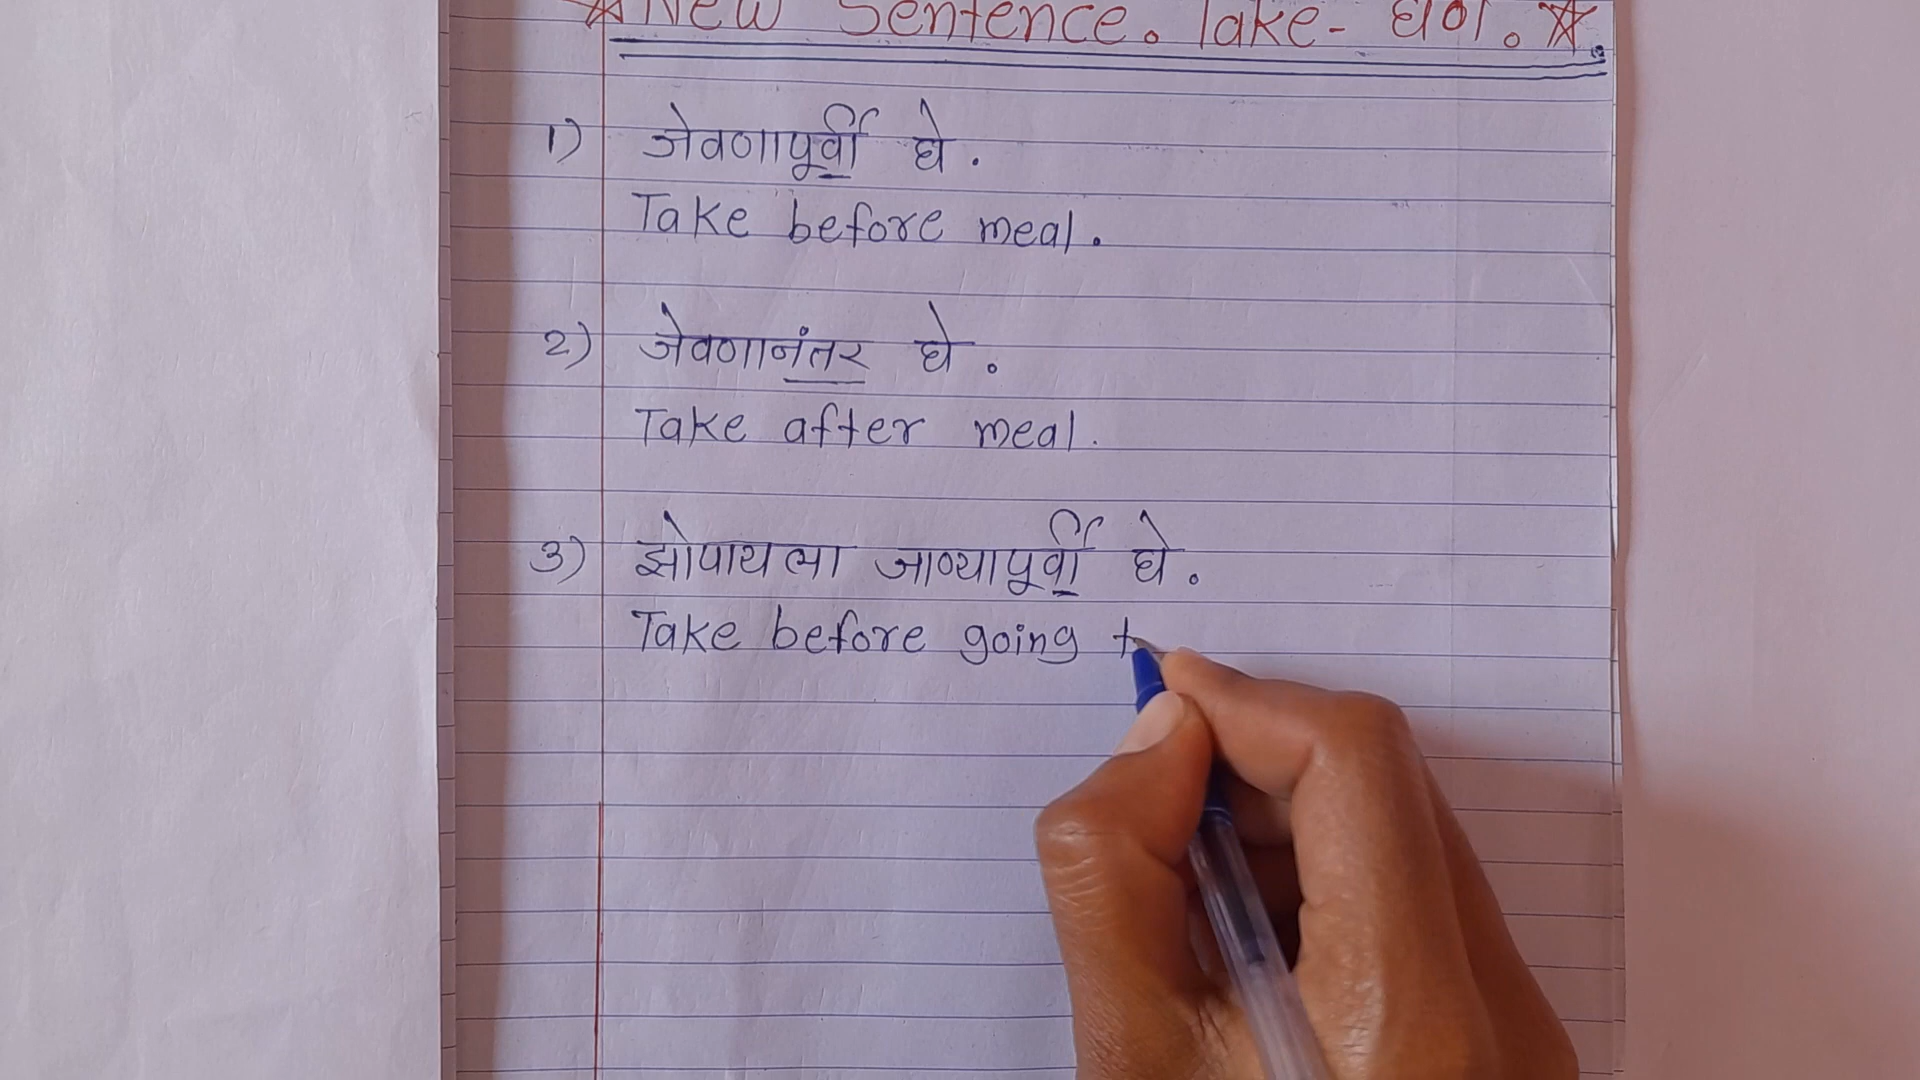 ☆ New Sentence. Take - घेणे. ☆.
1) जेवणापूर्वी घे.
Take before meal.
2) जेवणानंतर घे.
Take after meal.
3) झोपायला जाण्यापूर्वी घे.
Take before going t